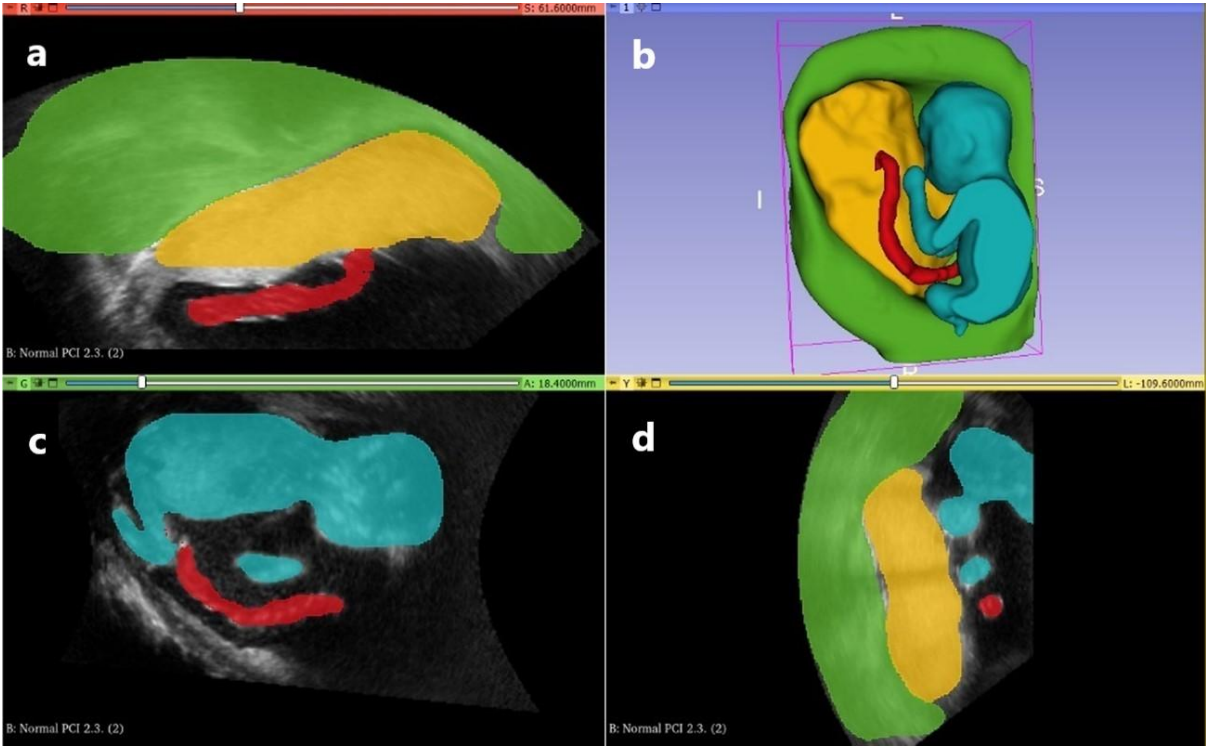 R S: 61.6000mm
a
B: Normal PCI 2.3. (2)
1
b
I
S
G A: 18.4000mm
c
B: Normal PCI 2.3. (2)
Y L: -109.6000mm
d
B: Normal PCI 2.3. (2)